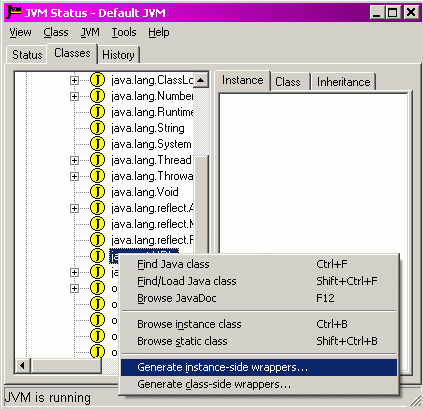 JVM Status - Default JVM
View Class JVM Tools Help
Status Classes History
Instance Class Inheritance
java.lang.ClassLo
java.lang.Number
java.lang.Runtime
java.lang.String
java.lang.System
java.lang.Thread
java.lang.Throwa
java.lang.Void
java.lang.reflect.A
java.lang.reflect.M
java.lang.reflect.F
Find Java class Ctrl+F
Find/Load Java class Shift+Ctrl+F
Browse JavaDoc F12
Browse instance class Ctrl+B
Browse static class Shift+Ctrl+B
Generate instance-side wrappers...
Generate class-side wrappers...
JVM is running